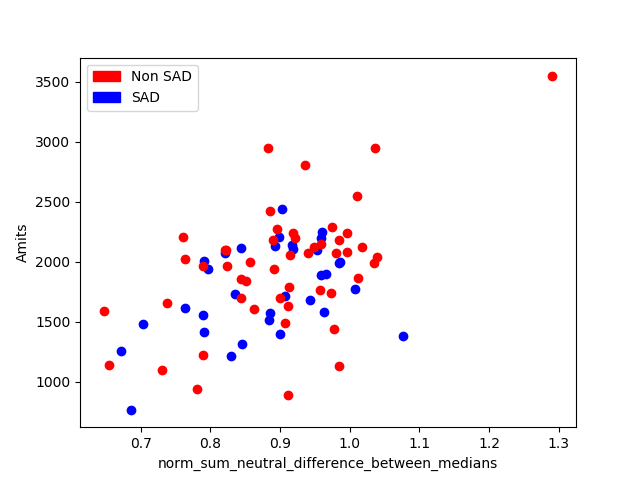 Non SAD
SAD
3500
3000
2500
2000
1500
1000
Amits
0.7 0.8 0.9 1.0 1.1 1.2 1.3
norm_sum_neutral_difference_between_medians